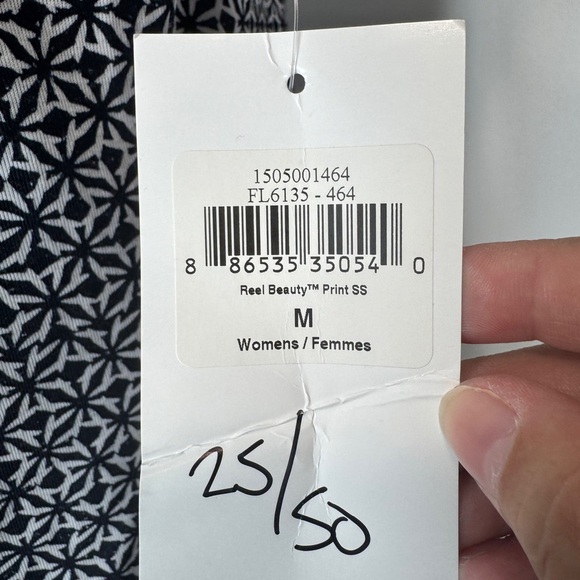 1505001464
FL6135 - 464
8 86535 35054 0
Reel Beauty™ Print SS
M
Womens / Femmes
25/50